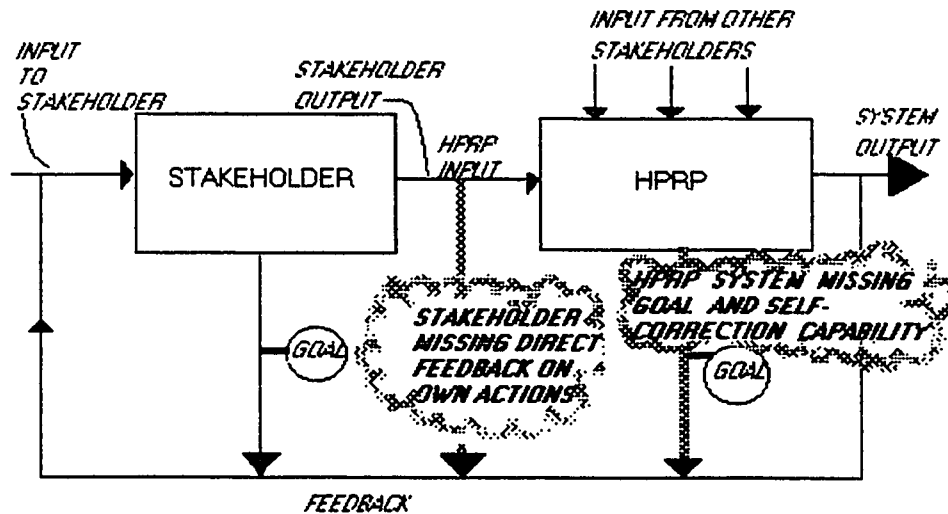 INPUT
TO
STAKEHOLDER
STAKEHOLDER
OUTPUT
HPRP
INPUT
INPUT FROM OTHER
STAKEHOLDERS
SYSTEM
OUTPUT
STAKEHOLDER
HPRP
GOAL
STAKEHOLDER
MISSING DIRECT
FEEDBACK ON
OWN ACTIONS
HPRP SYSTEM MISSING
GOAL AND SELF-
CORRECTION CAPABILITY
GOAL
FEEDBACK